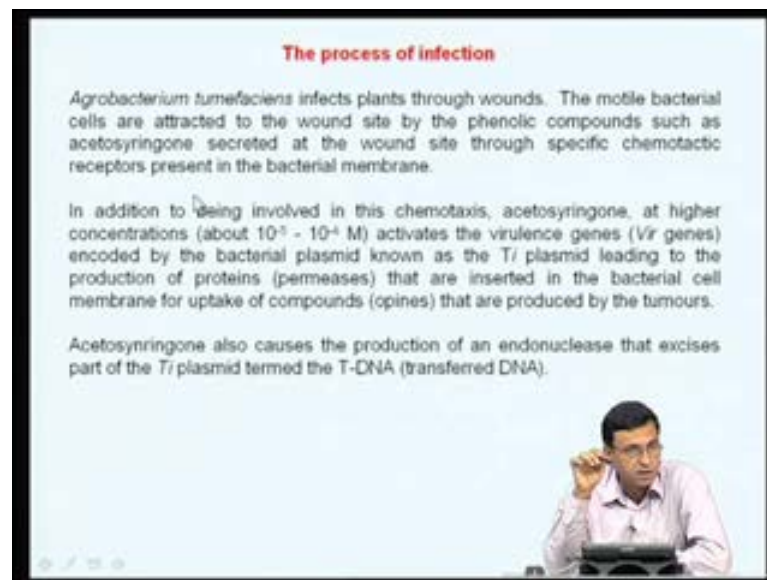 The process of infection
Agrobacterium tumefaciens infects plants through wounds. The motile bacterial
cells are attracted to the wound site by the phenolic compounds such as
acetosyringone secreted at the wound site through specific chemotactic
receptors present in the bacterial membrane.
In addition to being involved in this chemotaxis, acetosyringone, at higher
concentrations (about 10⁻⁵ - 10⁻⁴ M) activates the virulence genes (Vir genes)
encoded by the bacterial plasmid known as the Ti plasmid leading to the
production of proteins (permeases) that are inserted in the bacterial cell
membrane for uptake of compounds (opines) that are produced by the tumours.
Acetosynringone also causes the production of an endonuclease that excises
part of the Ti plasmid termed the T-DNA (transferred DNA).